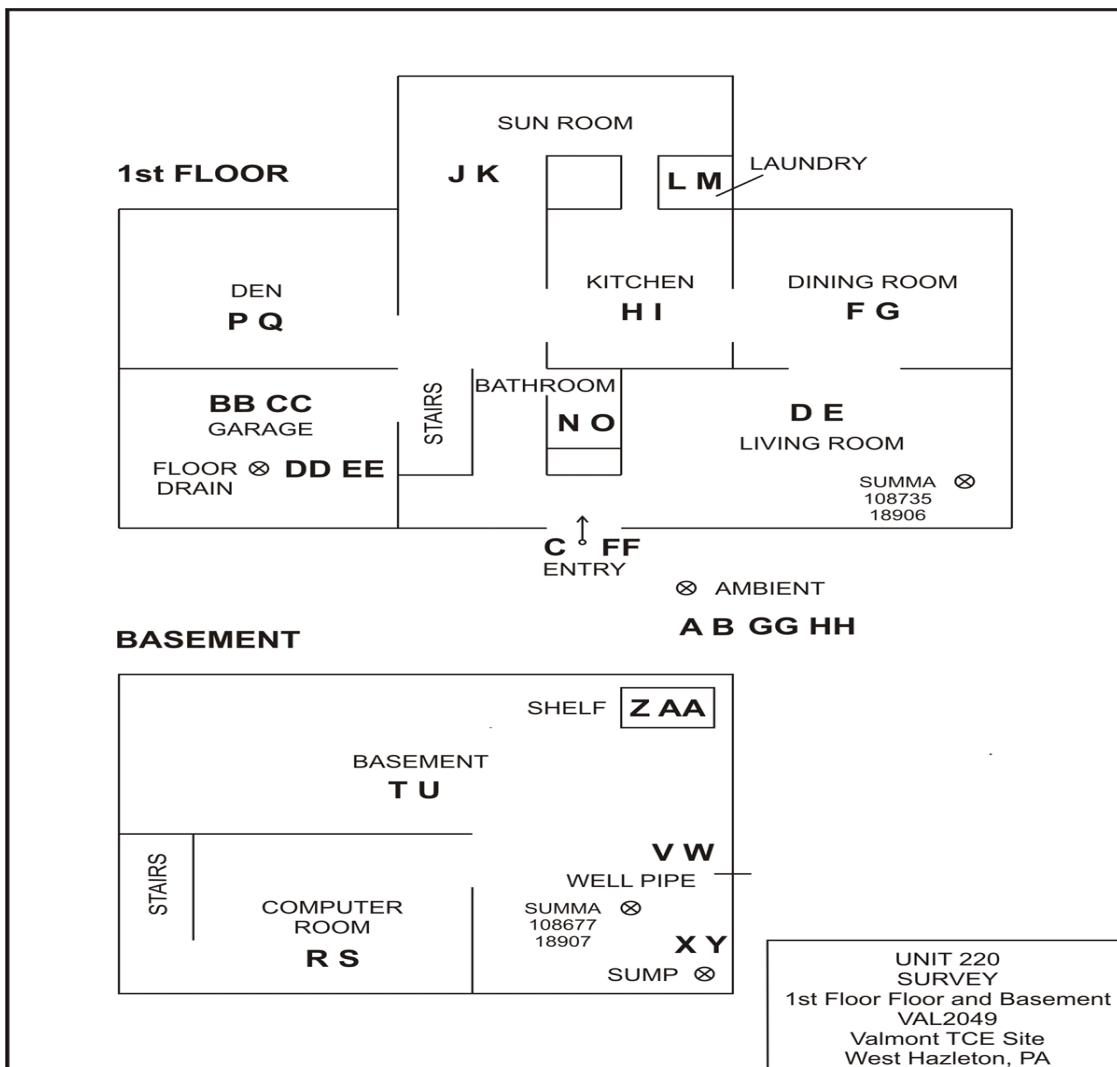 SUN ROOM
1st FLOOR
J K
L M
LAUNDRY
DEN
P Q
KITCHEN
H I
DINING ROOM
F G
STAIRS
BATHROOM
N O
BB CC
GARAGE
FLOOR
DRAIN
DD EE
D E
LIVING ROOM
SUMMA
108735
18906
C FF
ENTRY
AMBIENT
A B GG HH
BASEMENT
SHELF
Z AA
BASEMENT
T U
STAIRS
V W
WELL PIPE
COMPUTER
ROOM
R S
SUMMA
108677
18907
X Y
SUMP
UNIT 220
SURVEY
1st Floor Floor and Basement
VAL2049
Valmont TCE Site
West Hazleton, PA